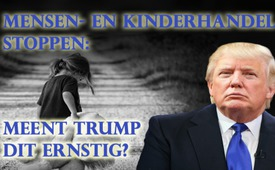 MENSEN- EN KINDERHANDEL
STOPPEN:
MEENT TRUMP
DIT ERNSTIG?